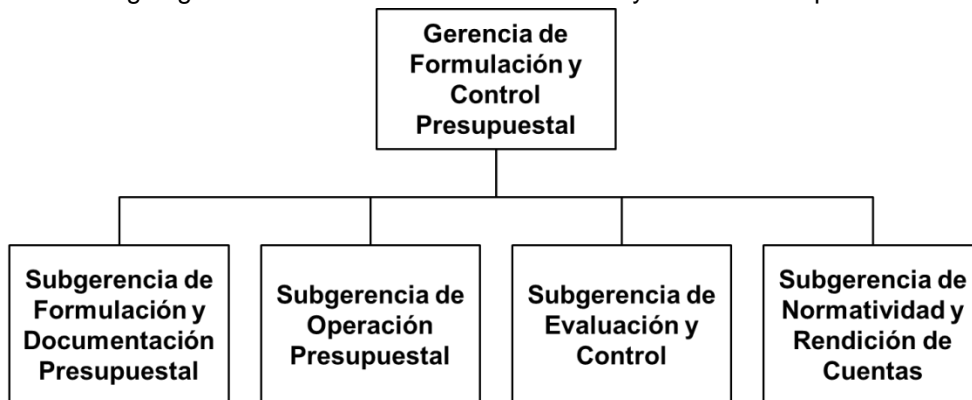 Gerencia de
Formulación y
Control
Presupuestal
Subgerencia de
Formulación y
Documentación
Presupuestal
Subgerencia de
Operación
Presupuestal
Subgerencia de
Evaluación y
Control
Subgerencia de
Normatividad y
Rendición de
Cuentas